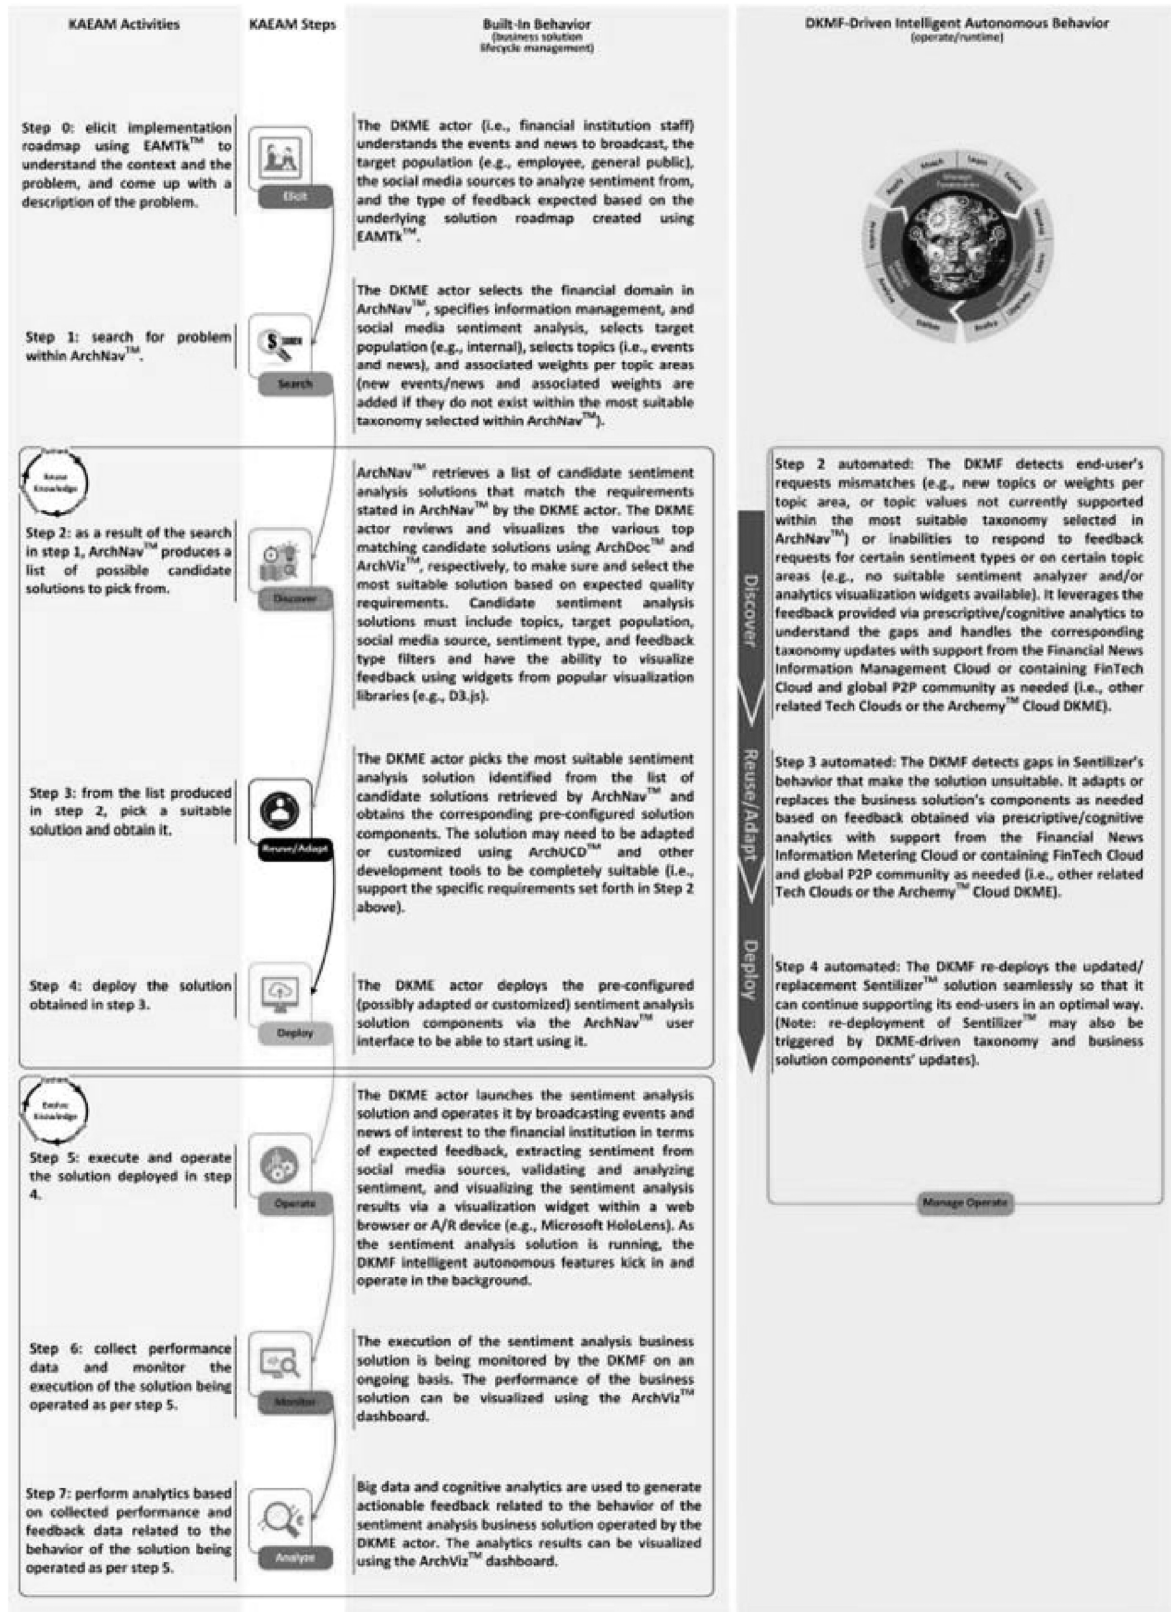 KAEAM Activities
KAEAM Steps
Built-In Behavior
(business solution
lifecycle management)
DKMF-Driven Intelligent Autonomous Behavior
(operate/runtime)
Step 0: elicit implementation
roadmap using EAMTk™ to
understand the context and the
problem, and come up with a
description of the problem.
Elicit
The DKME actor (i.e., financial institution staff)
understands the events and news to broadcast, the
target population (e.g., employee, general public),
the social media sources to analyze sentiment from,
and the type of feedback expected based on the
underlying solution roadmap created using
EAMTk™.
Step 1: search for problem
within ArchNav™.
Search
The DKME actor selects the financial domain in
ArchNav™, specifies information management, and
social media sentiment analysis, selects target
population (e.g., internal), selects topics (i.e., events
and news), and associated weights per topic areas
(new events/news and associated weights are
added if they do not exist within the most suitable
taxonomy selected within ArchNav™).
Reuse
Knowledge
Step 2: as a result of the search
in step 1, ArchNav™ produces a
list of possible candidate
solutions to pick from.
Discover
ArchNav™ retrieves a list of candidate sentiment
analysis solutions that match the requirements
stated in ArchNav™ by the DKME actor. The DKME
actor reviews and visualizes the various top
matching candidate solutions using ArchDoc™ and
ArchViz™, respectively, to make sure and select the
most suitable solution based on expected quality
requirements. Candidate sentiment analysis
solutions must include topics, target population,
social media source, sentiment type, and feedback
type filters and have the ability to visualize
feedback using widgets from popular visualization
libraries (e.g., D3.js).
Step 3: from the list produced
in step 2, pick a suitable
solution and obtain it.
Reuse/Adapt
The DKME actor picks the most suitable sentiment
analysis solution identified from the list of
candidate solutions retrieved by ArchNav™ and
obtains the corresponding pre-configured solution
components. The solution may need to be adapted
or customized using ArchUCD™ and other
development tools to be completely suitable (i.e.,
support the specific requirements set forth in Step 2
above).
Step 4: deploy the solution
obtained in step 3.
Deploy
The DKME actor deploys the pre-configured
(possibly adapted or customized) sentiment analysis
solution components via the ArchNav™ user
interface to be able to start using it.
Evolve
Knowledge
Step 5: execute and operate
the solution deployed in step
4.
Operate
The DKME actor launches the sentiment analysis
solution and operates it by broadcasting events and
news of interest to the financial institution in terms
of expected feedback, extracting sentiment from
social media sources, validating and analyzing
sentiment, and visualizing the sentiment analysis
results via a visualization widget within a web
browser or A/R device (e.g., Microsoft HoloLens). As
the sentiment analysis solution is running, the
DKMF intelligent autonomous features kick in and
operate in the background.
Step 6: collect performance
data and monitor the
execution of the solution being
operated as per step 5.
Monitor
The execution of the sentiment analysis business
solution is being monitored by the DKMF on an
ongoing basis. The performance of the business
solution can be visualized using the ArchViz™
dashboard.
Step 7: perform analytics based
on collected performance and
feedback data related to the
behavior of the solution being
operated as per step 5.
Analyze
Big data and cognitive analytics are used to generate
actionable feedback related to the behavior of the
sentiment analysis business solution operated by the
DKME actor. The analytics results can be visualized
using the ArchViz™ dashboard.
Discover
Step 2 automated: The DKMF detects end-user's
requests mismatches (e.g., new topics or weights per
topic area, or topic values not currently supported
within the most suitable taxonomy selected in
ArchNav™) or inabilities to respond to feedback
requests for certain sentiment types or on certain topic
areas (e.g., no suitable sentiment analyzer and/or
analytics visualization widgets available). It leverages the
feedback provided via prescriptive/cognitive analytics to
understand the gaps and handles the corresponding
taxonomy updates with support from the Financial News
Information Management Cloud or containing FinTech
Cloud and global P2P community as needed (i.e., other
related Tech Clouds or the Archemy™ Cloud DKME).
Reuse/Adapt
Step 3 automated: The DKMF detects gaps in Sentilizer's
behavior that make the solution unsuitable. It adapts or
replaces the business solution's components as needed
based on feedback obtained via prescriptive/cognitive
analytics with support from the Financial News
Information Metering Cloud or containing FinTech Cloud
and global P2P community as needed (i.e., other related
Tech Clouds or the Archemy™ Cloud DKME).
Deploy
Step 4 automated: The DKMF re-deploys the updated/
replacement Sentilizer™ solution seamlessly so that it
can continue supporting its end-users in an optimal way.
(Note: re-deployment of Sentilizer™ may also be
triggered by DKME-driven taxonomy and business
solution components' updates).
Manage Operate